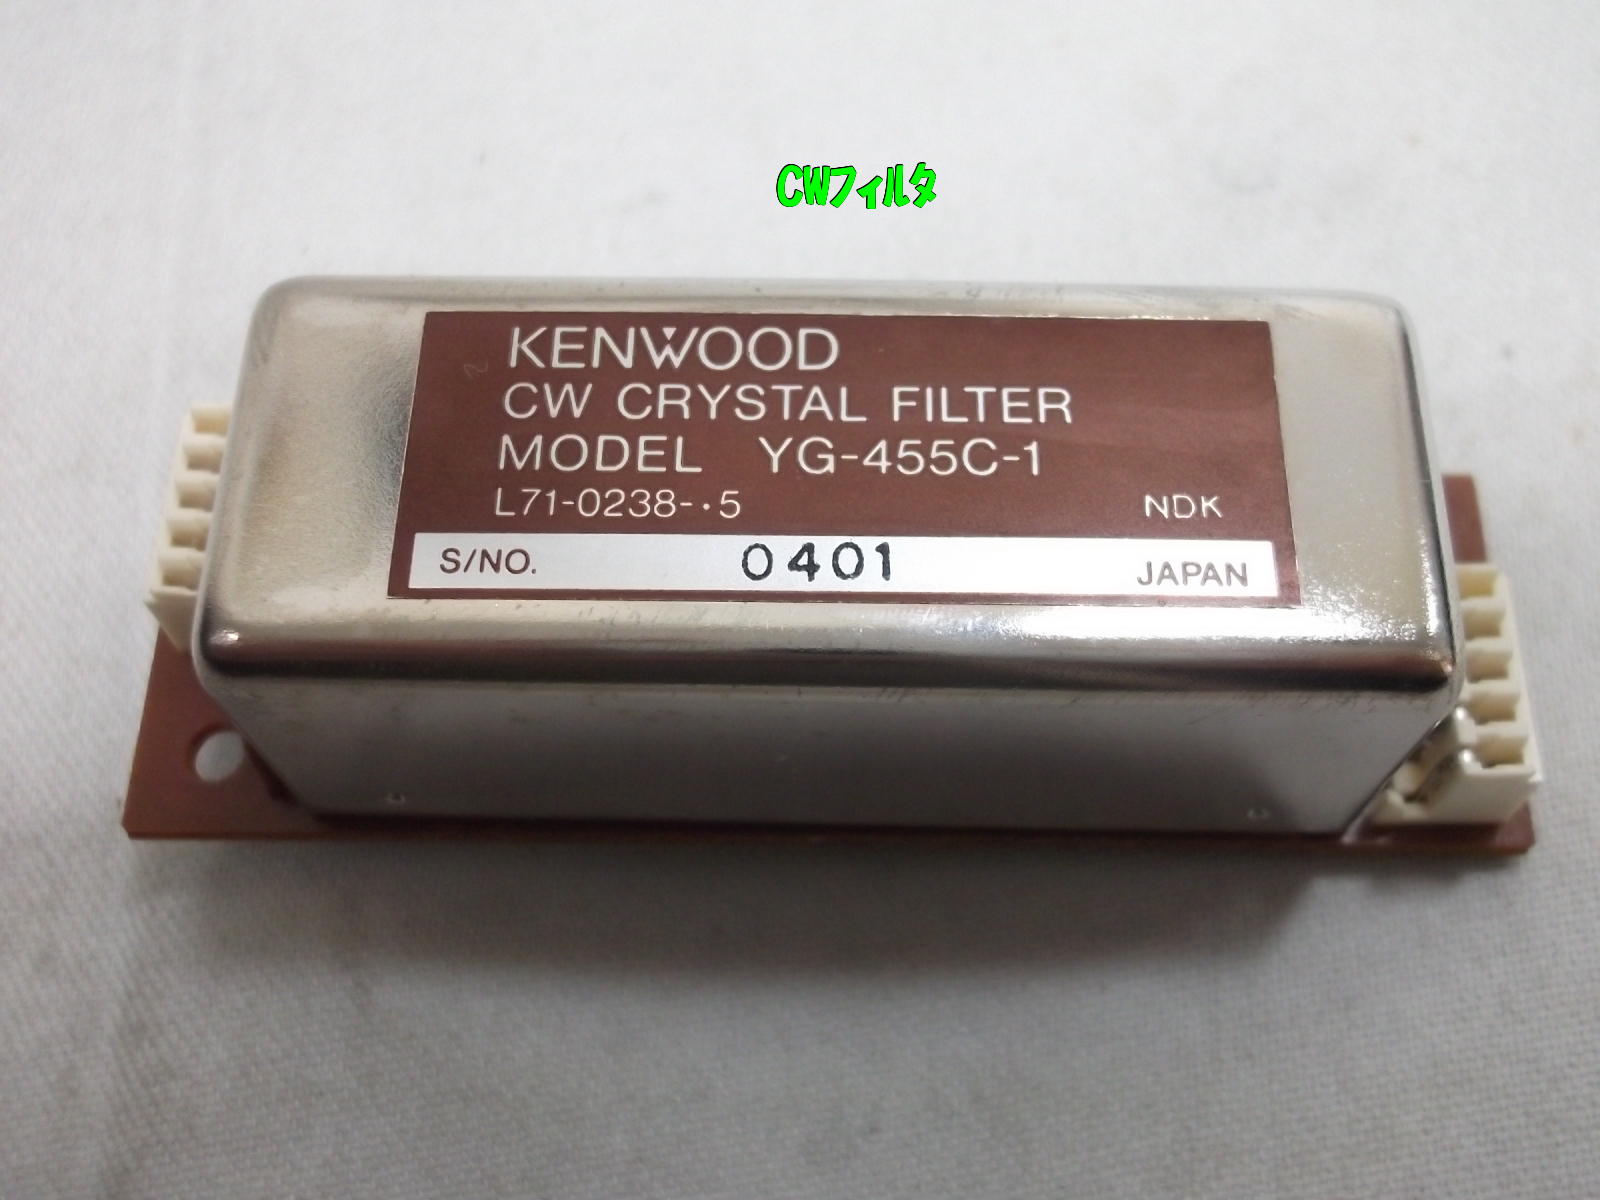 CWフィルタ
KENWOOD
CW CRYSTAL FILTER
MODEL YG-455C-1
L71-0238-·5 NDK
S/NO. 0401 JAPAN